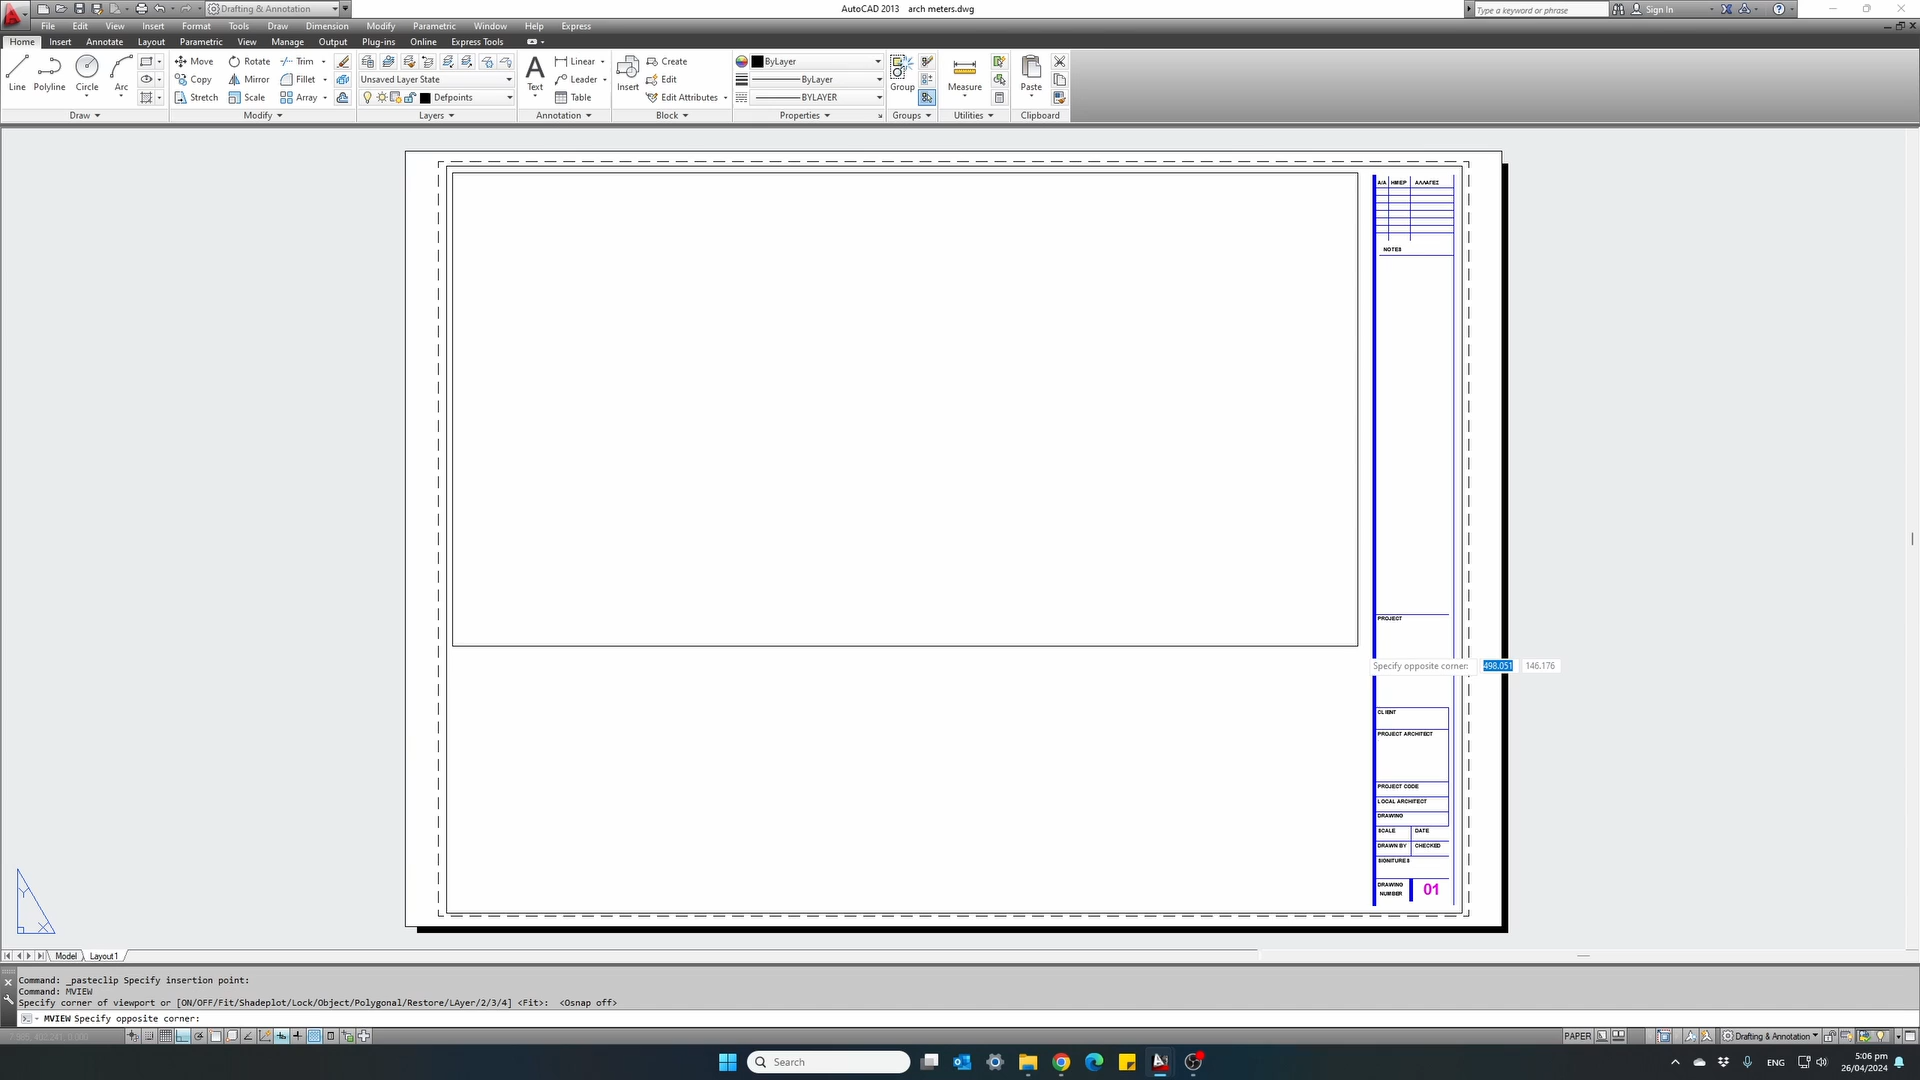 Drafting & Annotation
AutoCAD 2013 arch meters.dwg
Type a keyword or phrase
Sign In
File Edit View Insert Format Tools Draw Dimension Modify Parametric Window Help Express
Home Insert Annotate Layout Parametric View Manage Output Plug-ins Online Express Tools
Line Polyline Circle Arc
Move Rotate Trim
Copy Mirror Fillet
Stretch Scale Array
Unsaved Layer State
Defpoints
Text
Linear
Leader
Table
Insert
Create
Edit
Edit Attributes
ByLayer
ByLayer
BYLAYER
Group
Measure
Paste
Draw Modify Layers Annotation Block Properties Groups Utilities Clipboard
A/A ΗΜΕΡ ΑΛΛΑΓΕΣ
NOTES
PROJECT
Specify opposite corner: 498.051 146.176
CLIENT
PROJECT ARCHITECT
PROJECT CODE
LOCAL ARCHITECT
DRAWING
SCALE DATE
DRAWN BY CHECKED
SIGNITURES
DRAWING NUMBER 01
Y
X
Model Layout1
Command: _pasteclip Specify insertion point:
Command: MVIEW
Specify corner of viewport or [ON/OFF/Fit/Shadeplot/Lock/Object/Polygonal/Restore/LAyer/2/3/4] <Fit>: <Osnap off>
MVIEW Specify opposite corner:
PAPER
Drafting & Annotation
Search
ENG
5:06 pm
26/04/2024